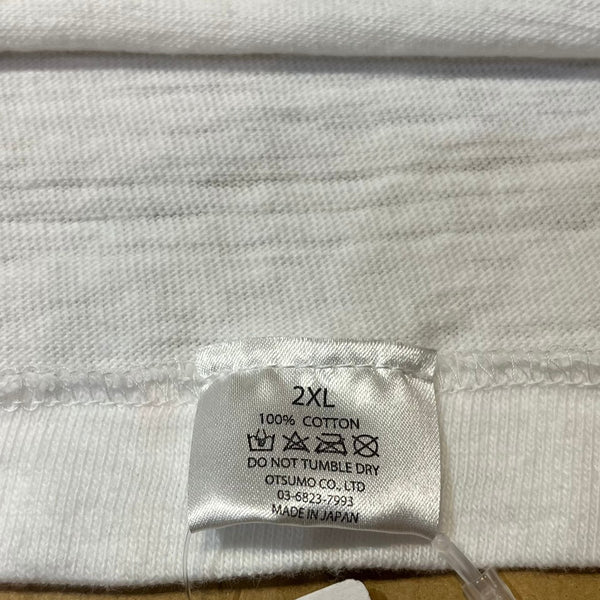 2XL
100% COTTON
DO NOT TUMBLE DRY
OTSUMO CO., LTD
03-6823-7993
MADE IN JAPAN